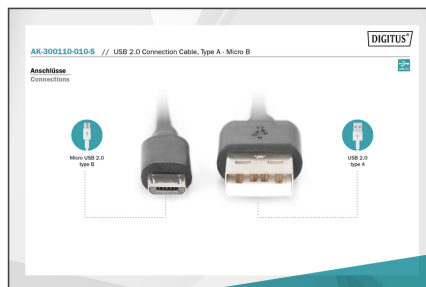 DIGITUS®
AK-300110-010-S // USB 2.0 Connection Cable, Type A - Micro B
Anschlüsse
Connections
Micro USB 2.0
type B
USB 2.0
type A